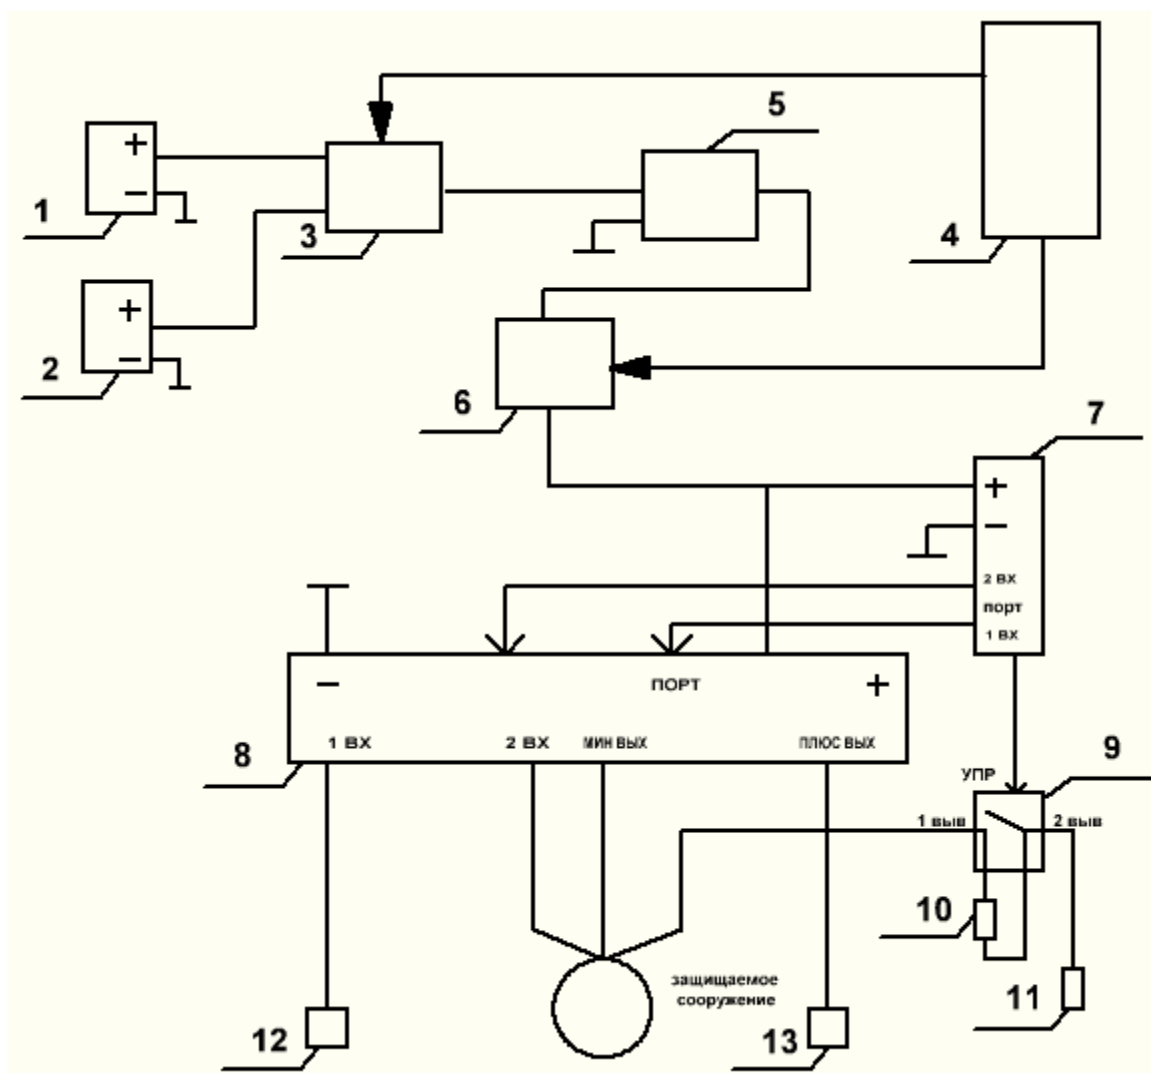 5
+
−
1
3
4
+
−
2
6
7
+
−
2 ВХ
порт
1 ВХ
− ПОРТ +
1 ВХ 2 ВХ МИН ВЫХ ПЛЮС ВЫХ
8
9
УПР
1 выв 2 выв
10
защищаемое
сооружение
11
12
13